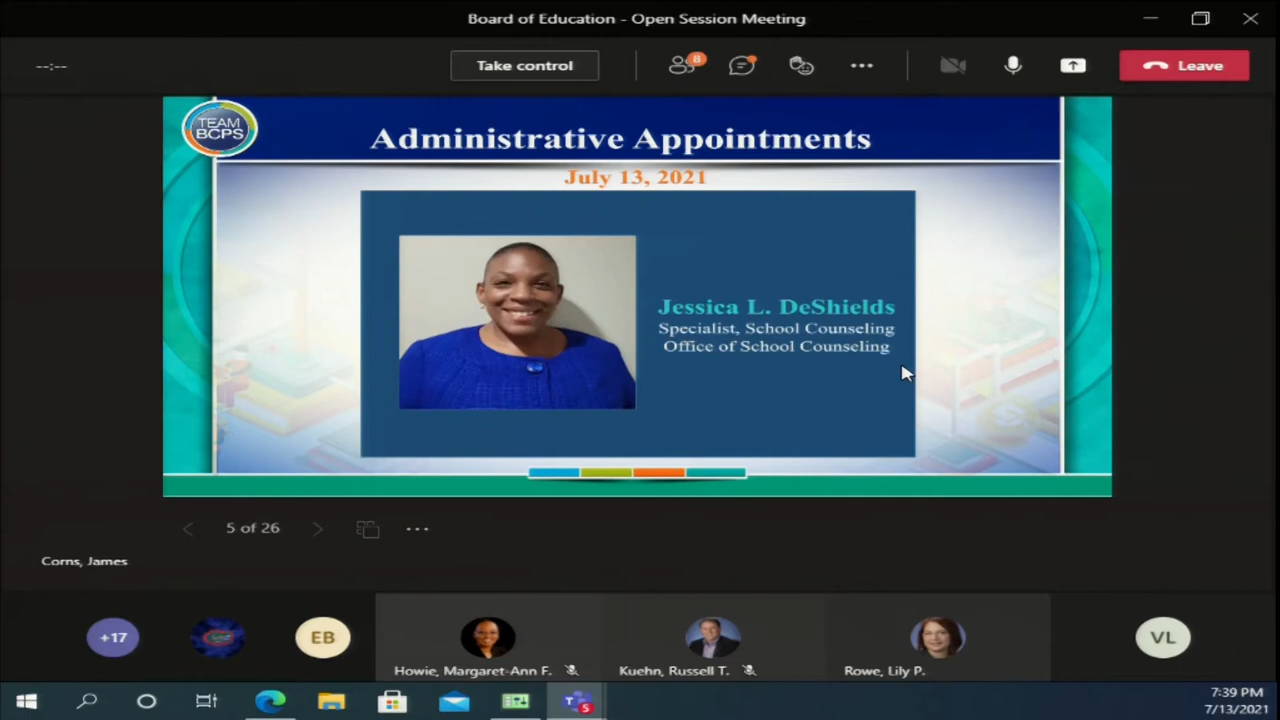 Board of Education - Open Session Meeting
--:--
Take control
8
Leave
TEAM
BCPS
Administrative Appointments
July 13, 2021
Jessica L. DeShields
Specialist, School Counseling
Office of School Counseling
5 of 26
Corns, James
+17
EB
Howie, Margaret-Ann F.
Kuehn, Russell T.
Rowe, Lily P.
VL
7:39 PM
7/13/2021